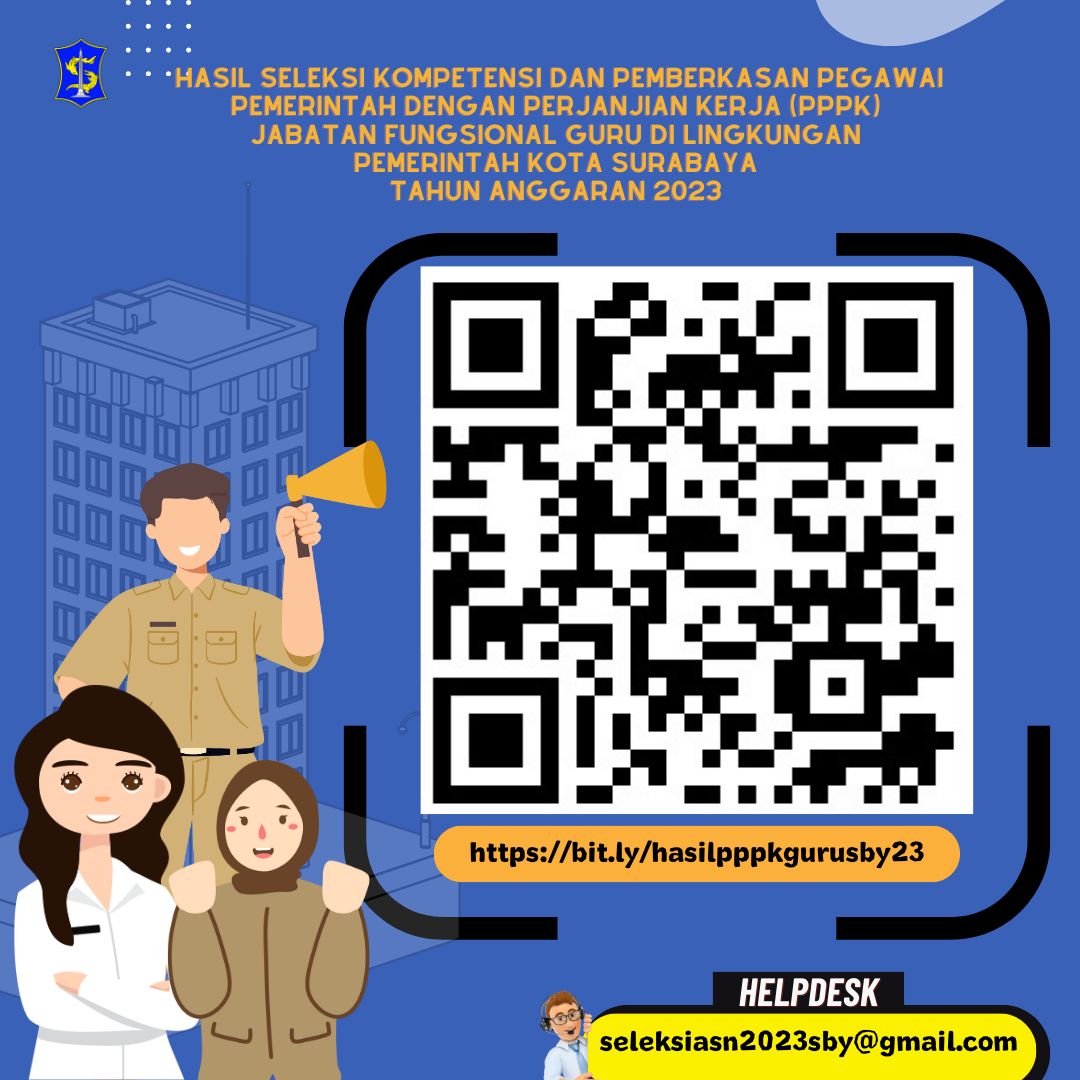 HASIL SELEKSI KOMPETENSI DAN PEMBERKASAN PEGAWAI
PEMERINTAH DENGAN PERJANJIAN KERJA (PPPK)
JABATAN FUNGSIONAL GURU DI LINGKUNGAN
PEMERINTAH KOTA SURABAYA
TAHUN ANGGARAN 2023
https://bit.ly/hasilpppkgurusby23
HELPDESK
seleksiasn2023sby@gmail.com